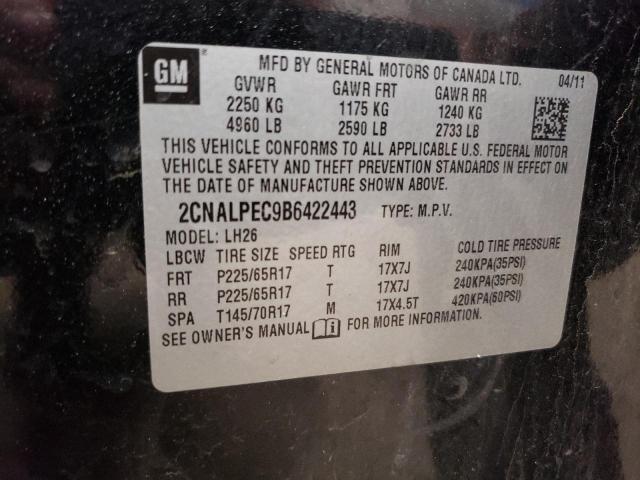 GM
MFD BY GENERAL MOTORS OF CANADA LTD. 04/11
GVWR GAWR FRT GAWR RR
2250 KG 1175 KG 1240 KG
4960 LB 2590 LB 2733 LB
THIS VEHICLE CONFORMS TO ALL APPLICABLE U.S. FEDERAL MOTOR
VEHICLE SAFETY AND THEFT PREVENTION STANDARDS IN EFFECT ON
THE DATE OF MANUFACTURE SHOWN ABOVE.
2CNALPEC9B6422443 TYPE: M.P.V.
MODEL: LH26
LBCW TIRE SIZE SPEED RTG RIM COLD TIRE PRESSURE
FRT P225/65R17 T 17X7J 240KPA(35PSI)
RR P225/65R17 T 17X7J 240KPA(35PSI)
SPA T145/70R17 M 17X4.5T 420KPA(60PSI)
SEE OWNER'S MANUAL i FOR MORE INFORMATION.